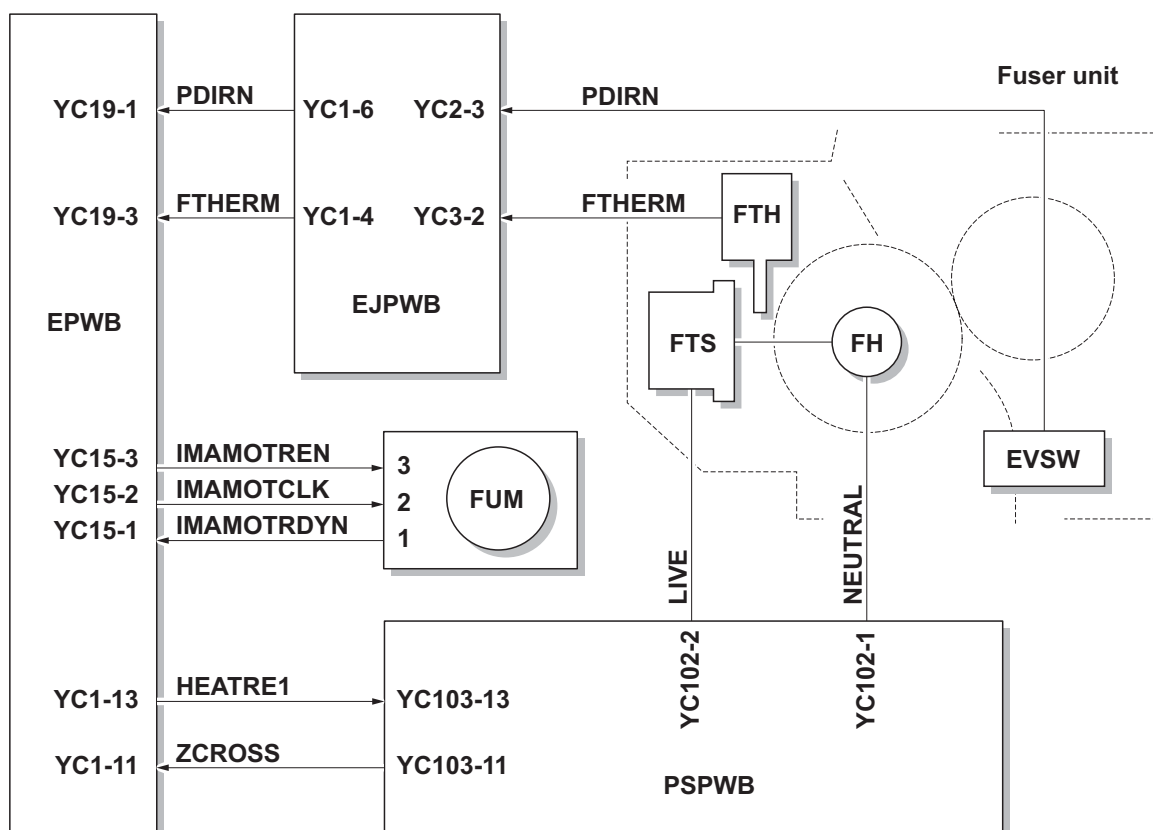 Fuser unit
YC19-1
PDIRN
YC1-6
YC2-3
PDIRN
YC19-3
FTHERM
YC1-4
YC3-2
FTHERM
FTH
EPWB
EJPWB
FTS
FH
YC15-3
IMAMOTREN
3
YC15-2
IMAMOTCLK
2
YC15-1
IMAMOTRDYN
1
FUM
EVSW
LIVE
NEUTRAL
YC102-2
YC102-1
YC1-13
HEATRE1
YC103-13
YC1-11
ZCROSS
YC103-11
PSPWB